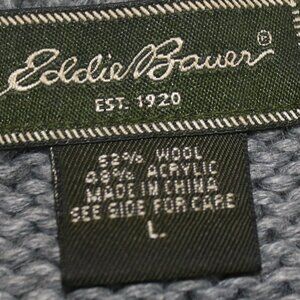 Eddie Bauer®
EST. 1920
52% WOOL
48% ACRYLIC
MADE IN CHINA
SEE SIDE FOR CARE
L